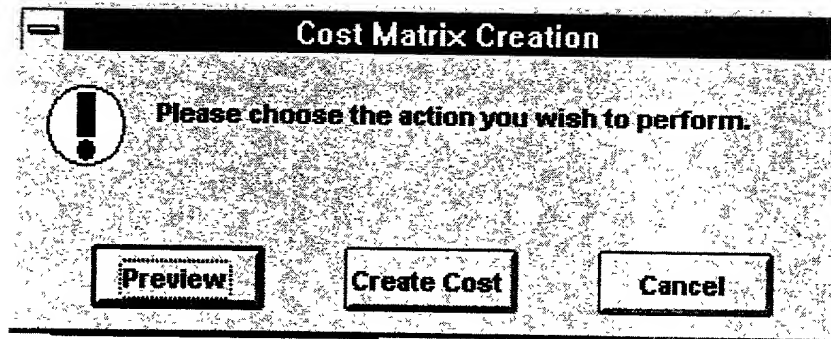 Cost Matrix Creation
Please choose the action you wish to perform.
Preview
Create Cost
Cancel